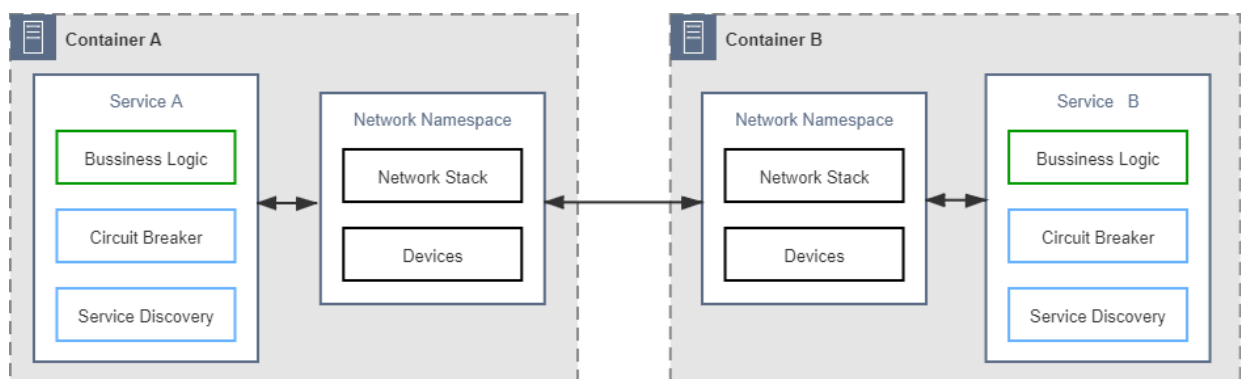 Container A
Service A
Bussiness Logic
Circuit Breaker
Service Discovery
Network Namespace
Network Stack
Devices
Container B
Network Namespace
Network Stack
Devices
Service B
Bussiness Logic
Circuit Breaker
Service Discovery